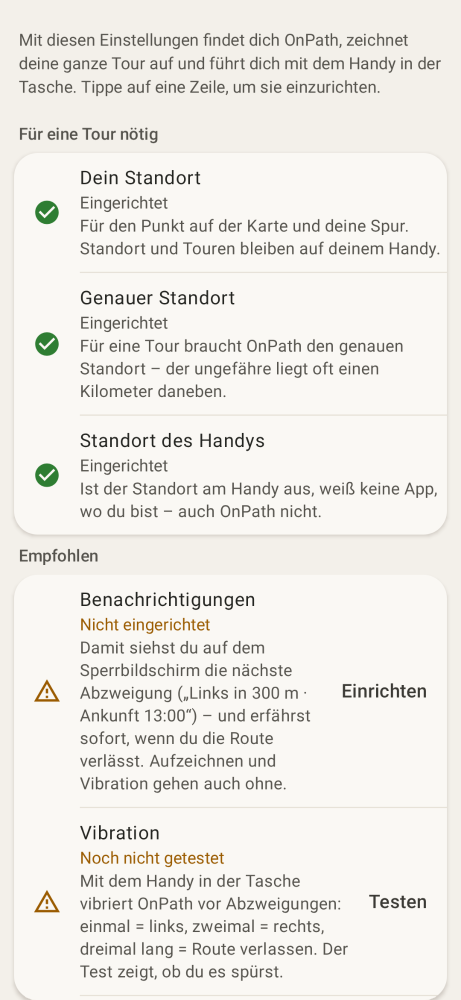 Mit diesen Einstellungen findet dich OnPath, zeichnet
deine ganze Tour auf und führt dich mit dem Handy in der
Tasche. Tippe auf eine Zeile, um sie einzurichten.
Für eine Tour nötig
Dein Standort
Eingerichtet
Für den Punkt auf der Karte und deine Spur.
Standort und Touren bleiben auf deinem Handy.
Genauer Standort
Eingerichtet
Für eine Tour braucht OnPath den genauen
Standort – der ungefähre liegt oft einen
Kilometer daneben.
Standort des Handys
Eingerichtet
Ist der Standort am Handy aus, weiß keine App,
wo du bist – auch OnPath nicht.
Empfohlen
Benachrichtigungen
Nicht eingerichtet
Damit siehst du auf dem
Sperrbildschirm die nächste
Abzweigung („Links in 300 m ·
Ankunft 13:00“) – und erfährst
sofort, wenn du die Route
verlässt. Aufzeichnen und
Vibration gehen auch ohne.
Einrichten
Vibration
Noch nicht getestet
Mit dem Handy in der Tasche
vibriert OnPath vor Abzweigungen:
einmal = links, zweimal = rechts,
dreimal lang = Route verlassen. Der
Test zeigt, ob du es spürst.
Testen